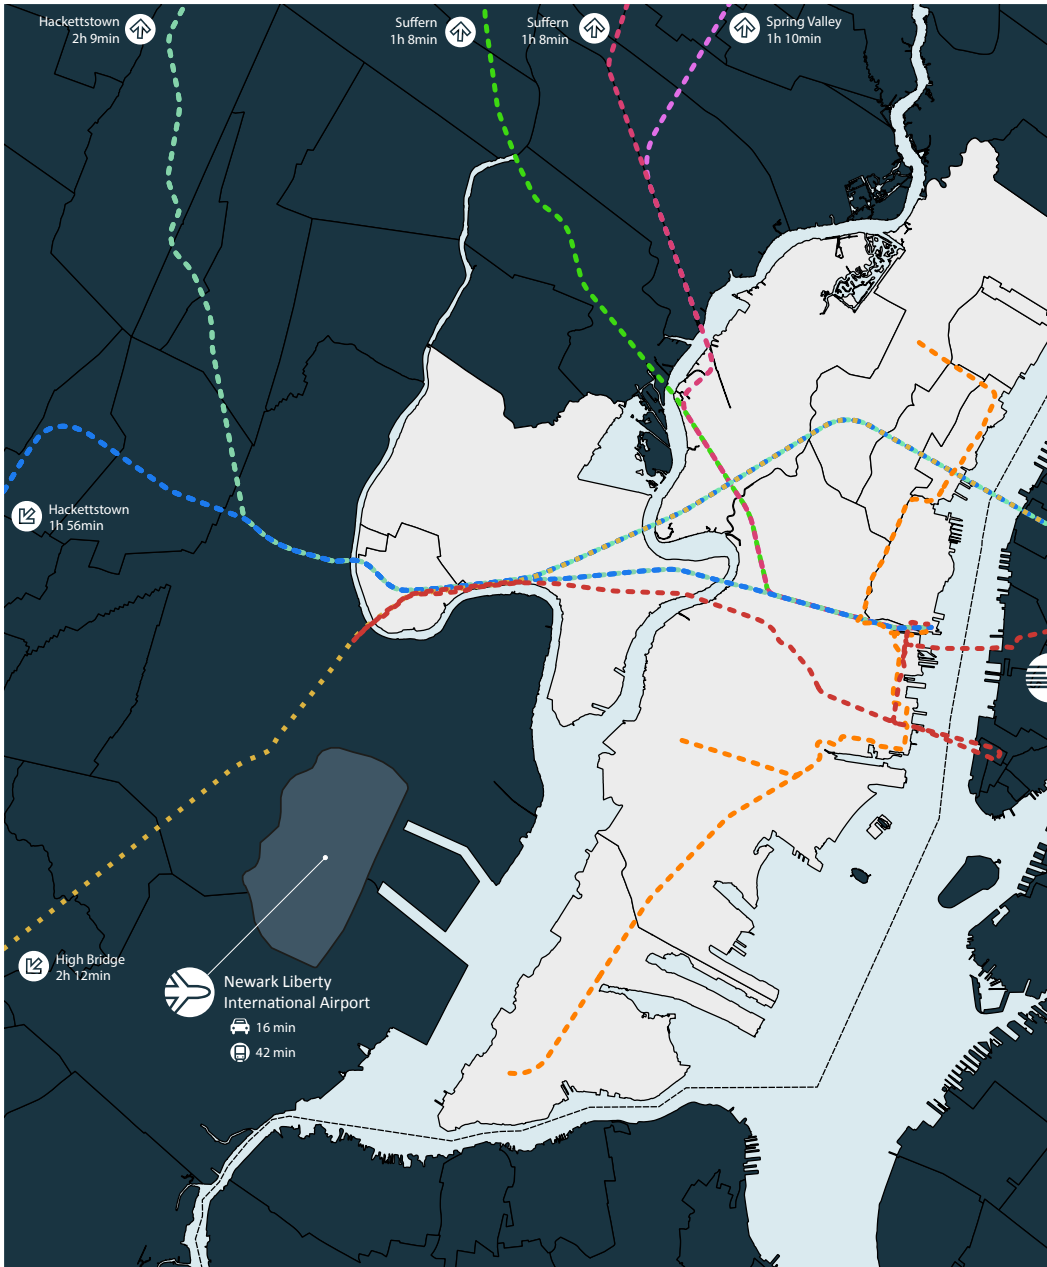 Hackettstown
2h 9min
Suffern
1h 8min
Suffern
1h 8min
Spring Valley
1h 10min
Hackettstown
1h 56min
High Bridge
2h 12min
Newark Liberty
International Airport
16 min
42 min